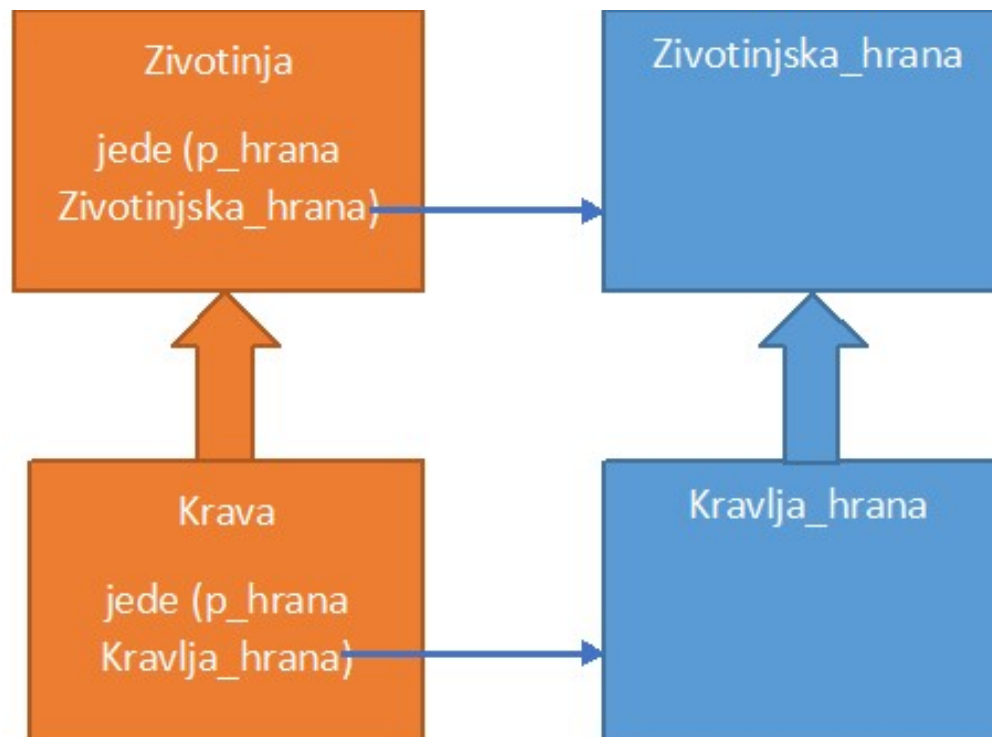 Zivotinja
jede (p_hrana
Zivotinjska_hrana)
Zivotinjska_hrana
Krava
jede (p_hrana
Kravlja_hrana)
Kravlja_hrana